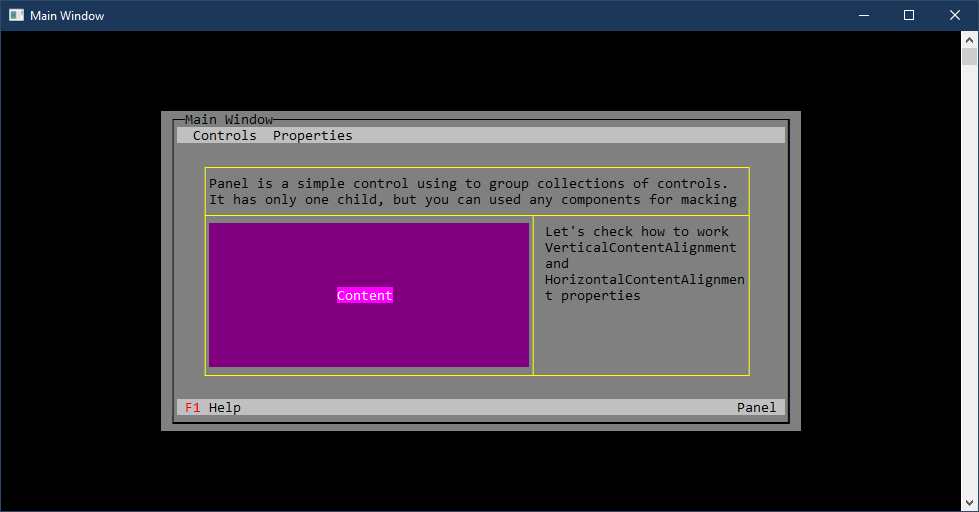 Main Window
Main Window
Controls Properties
Panel is a simple control using to group collections of controls.
It has only one child, but you can used any components for macking
Content
Let's check how to work
VerticalContentAlignment
and
HorizontalContentAlignmen
t properties
F1 Help Panel